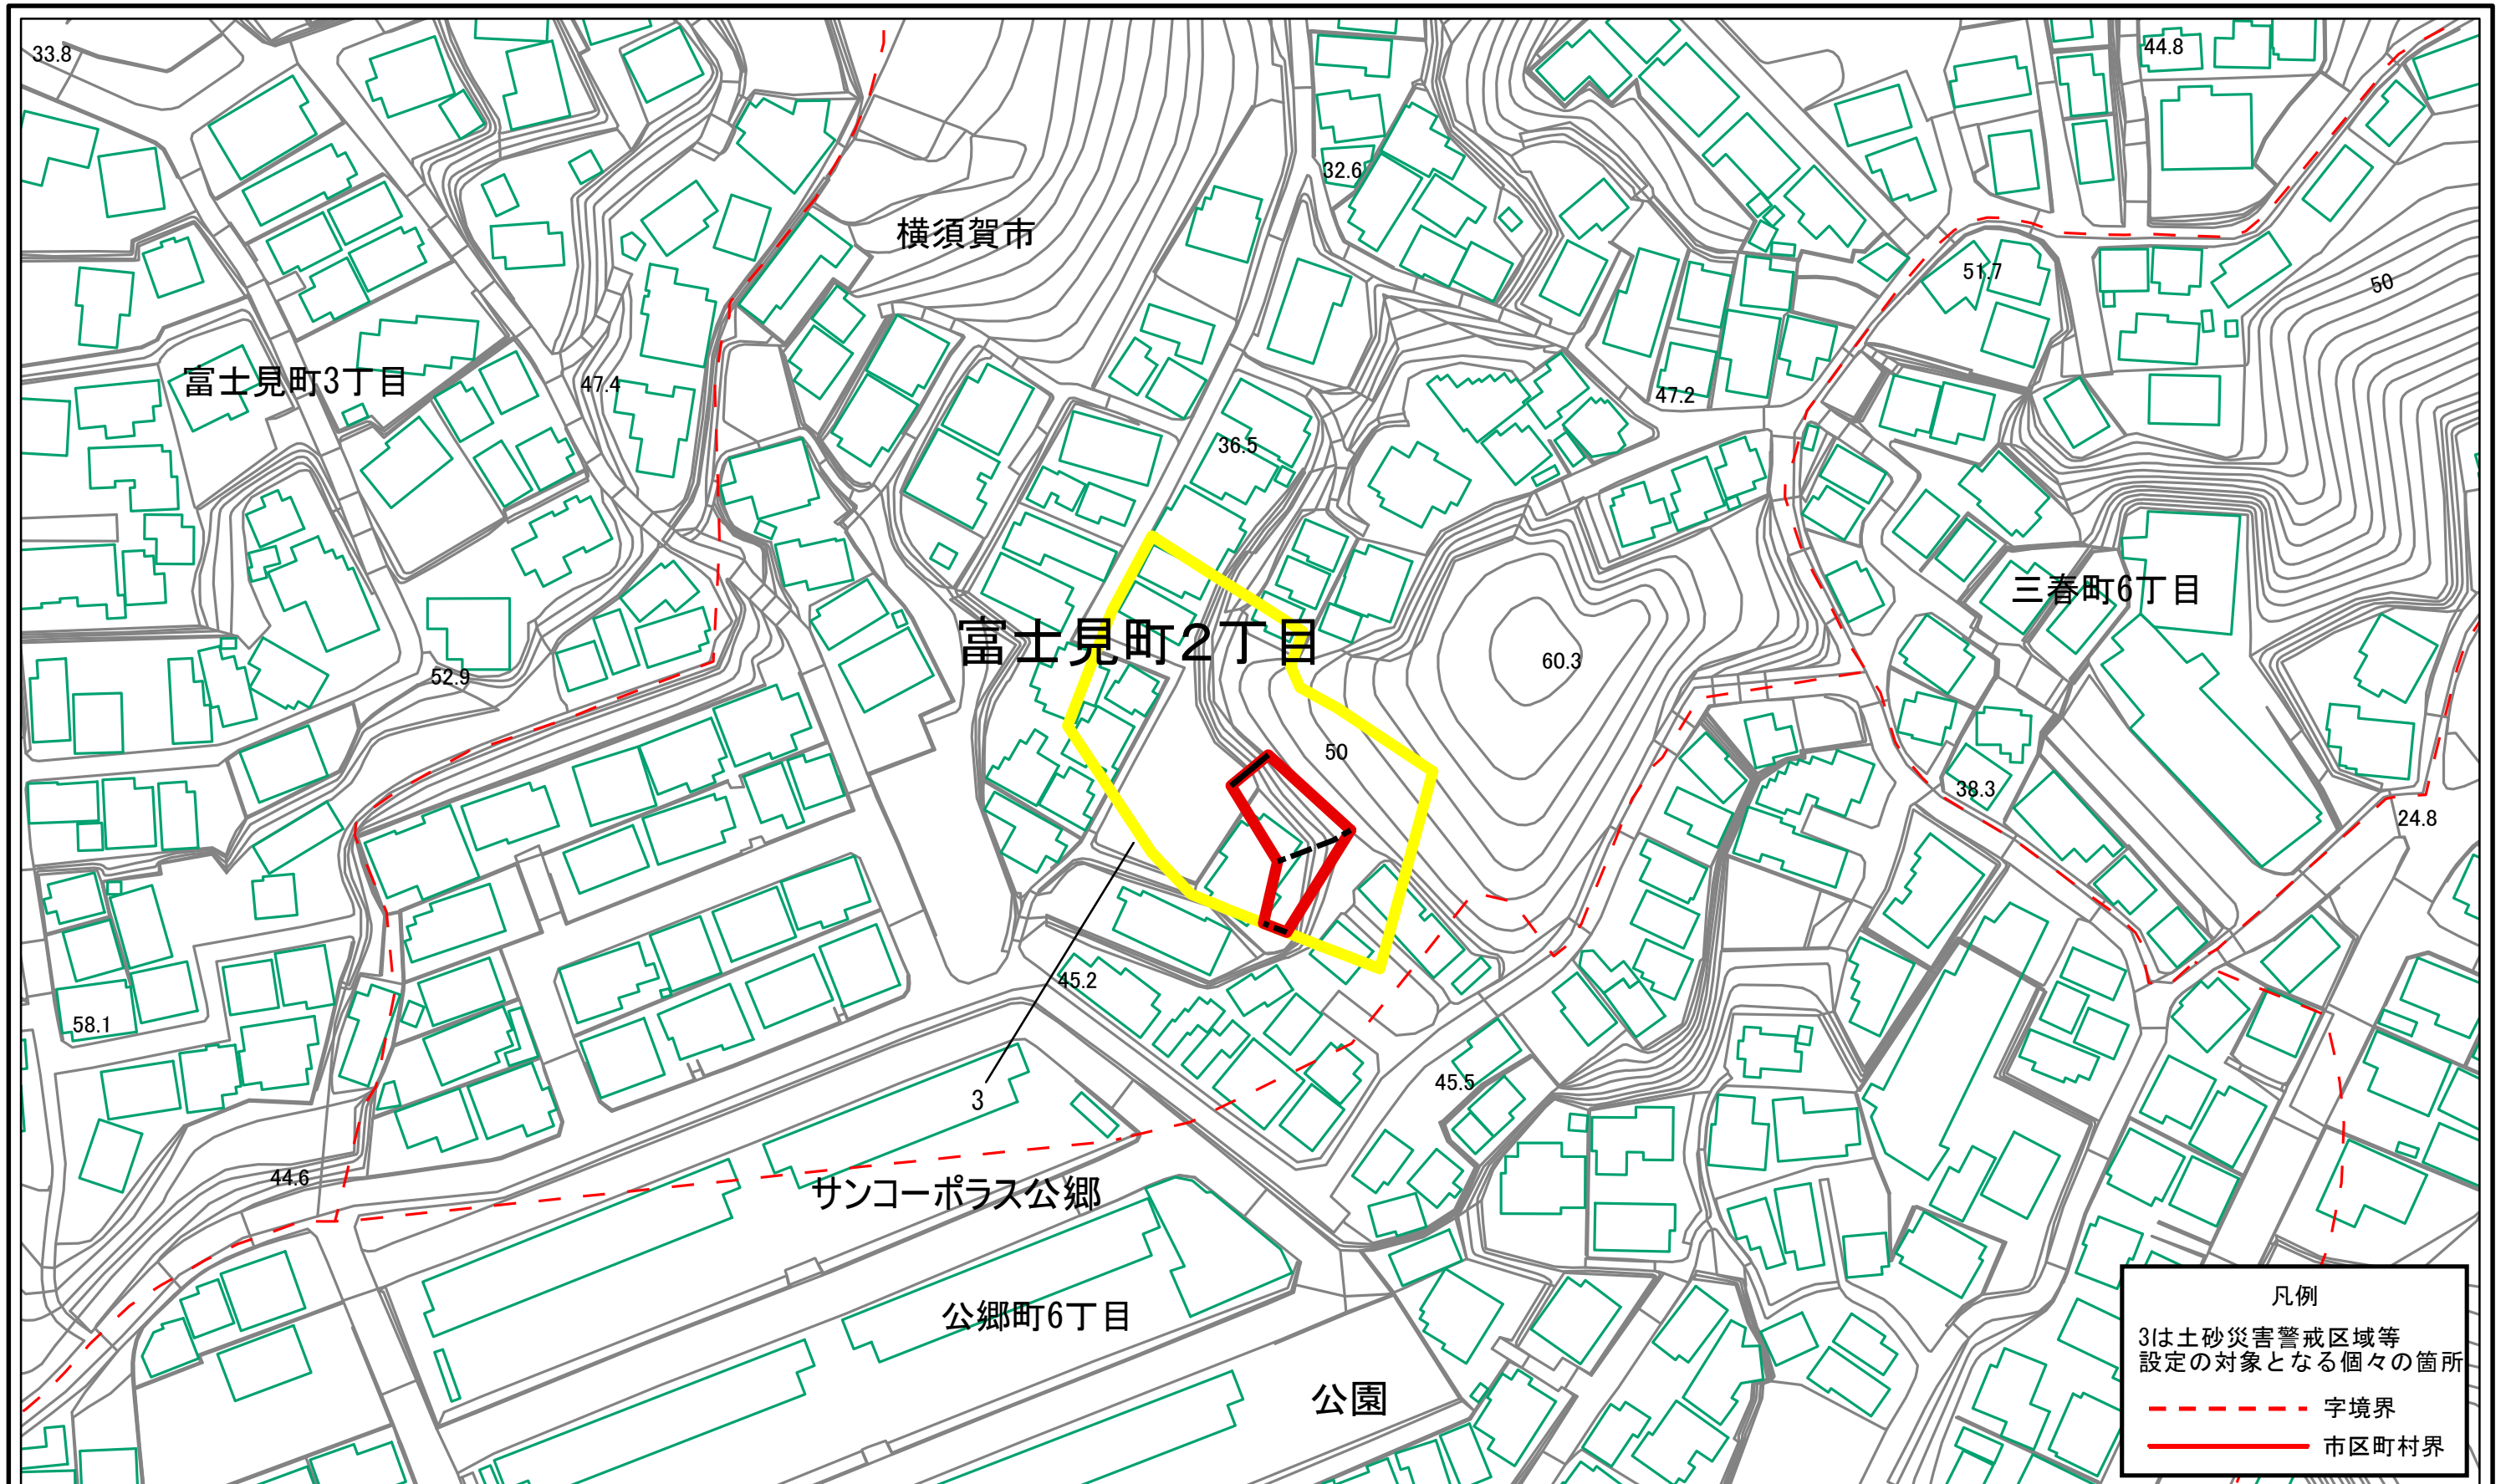 33.8
44.8
32.6
横須賀市
51.7
50
富士見町3丁目
47.4
47.2
36.5
三春町6丁目
富士見町2丁目
60.3
52.9
50
38.3
24.8
45.2
58.1
45.5
3
44.6
サンコーポラス公郷
公郷町6丁目
公園
凡例
3は土砂災害警戒区域等
設定の対象となる個々の箇所
字境界
市区町村界